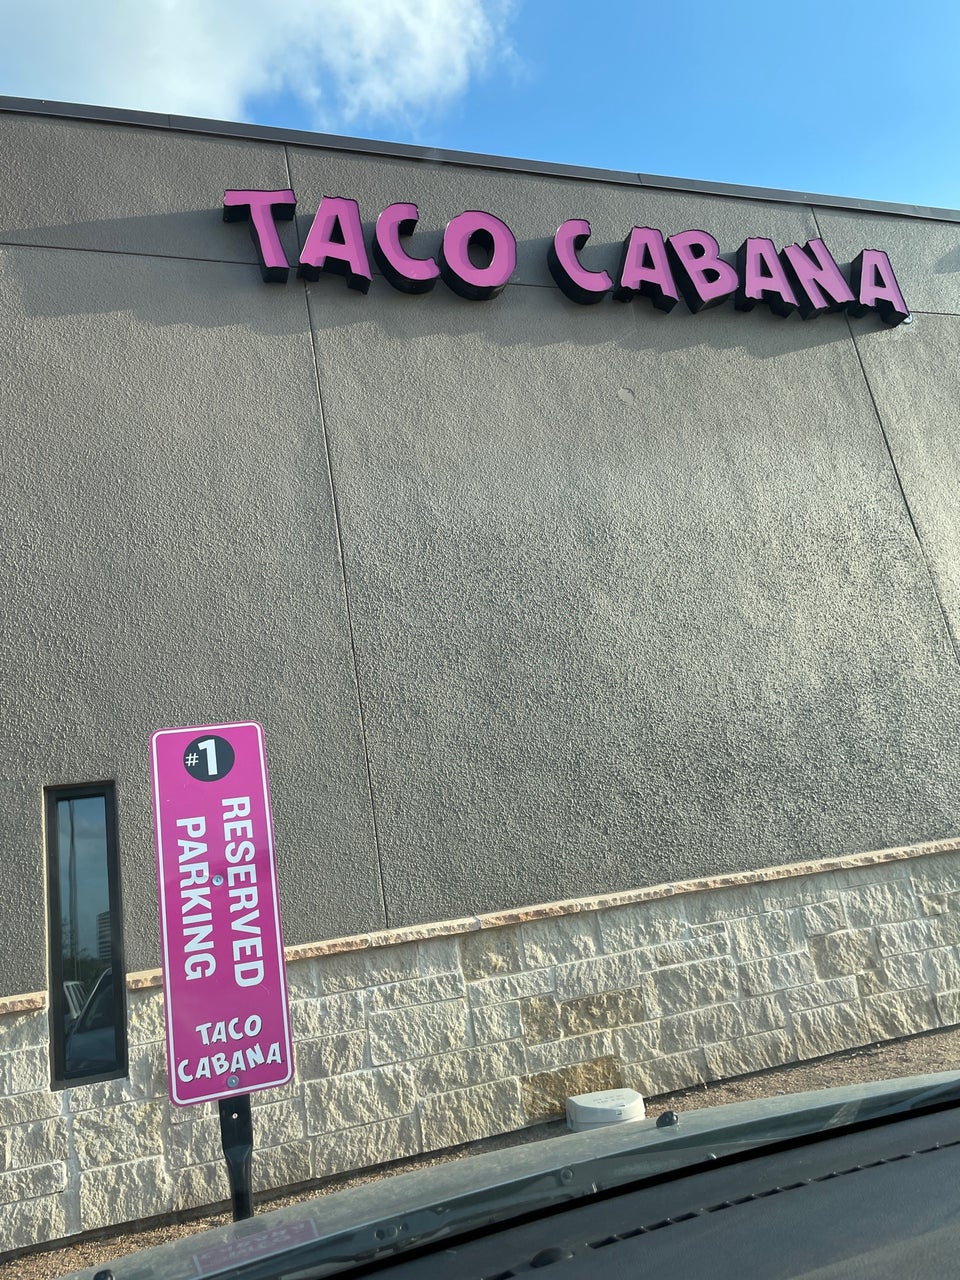 TACO CABANA
#1
RESERVED
PARKING
TACO
CABANA